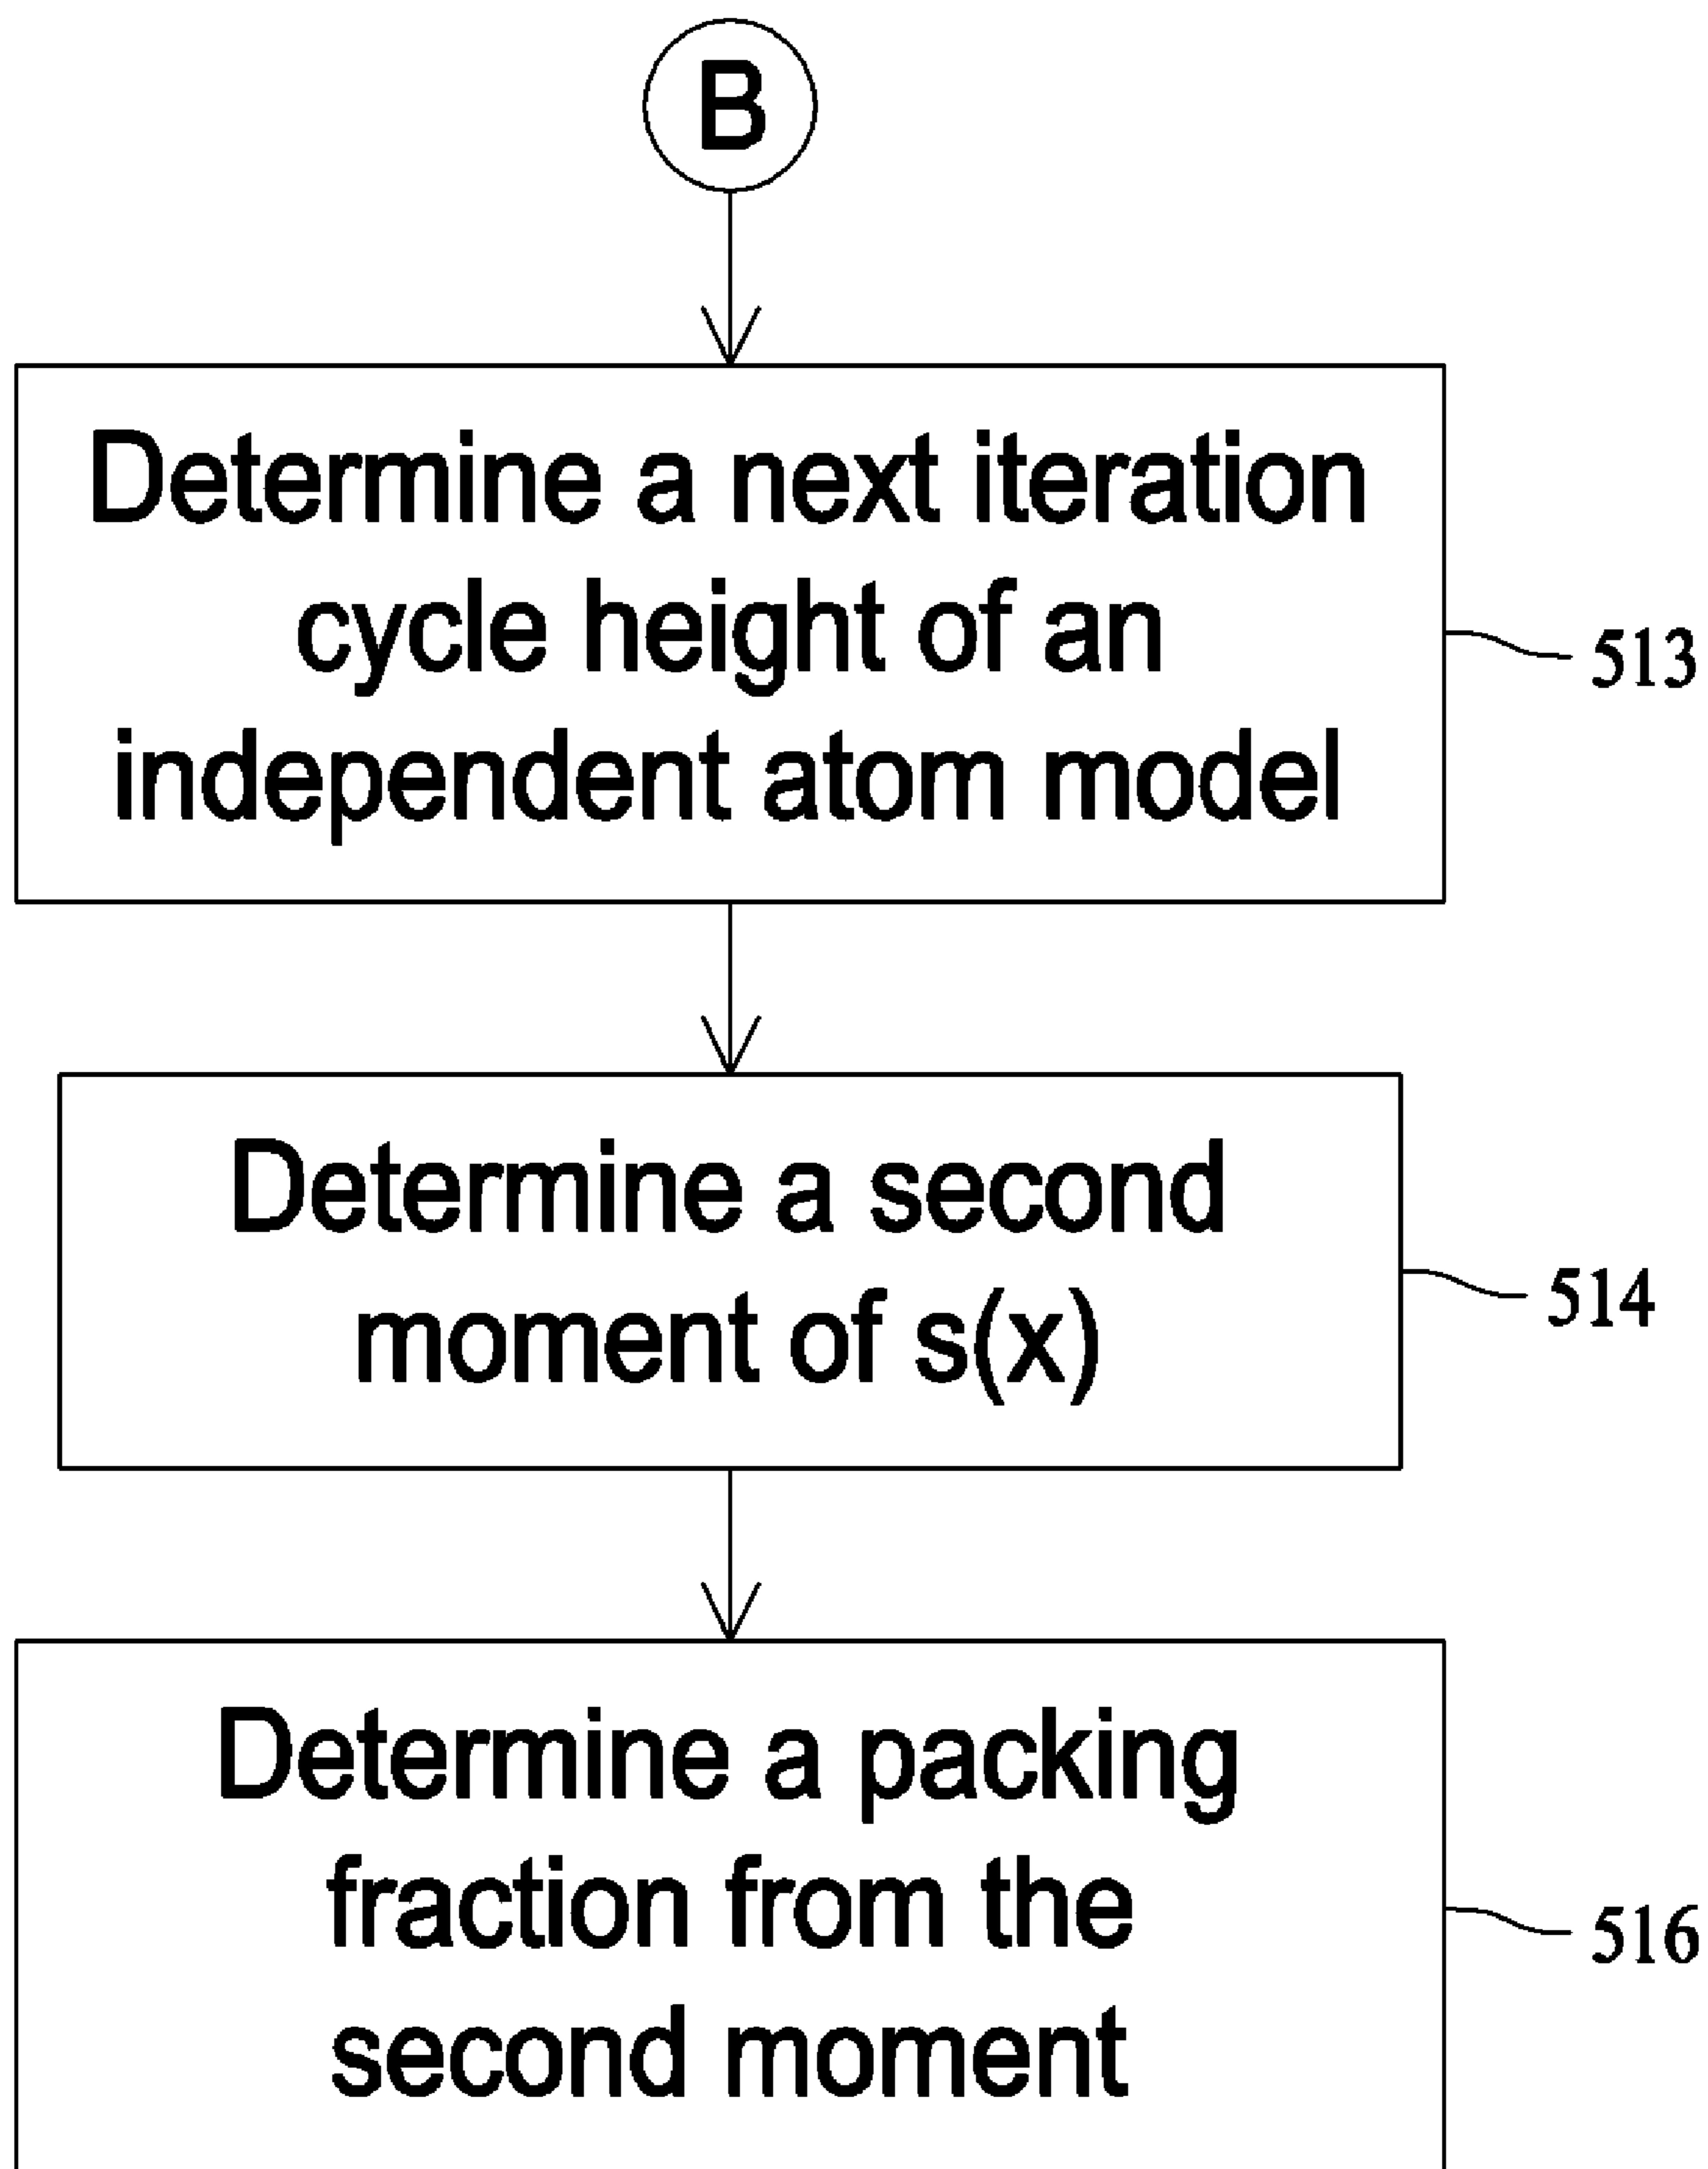 B
Determine a next iteration
cycle height of an
independent atom model
513
Determine a second
moment of s(x)
514
Determine a packing
fraction from the
second moment
516